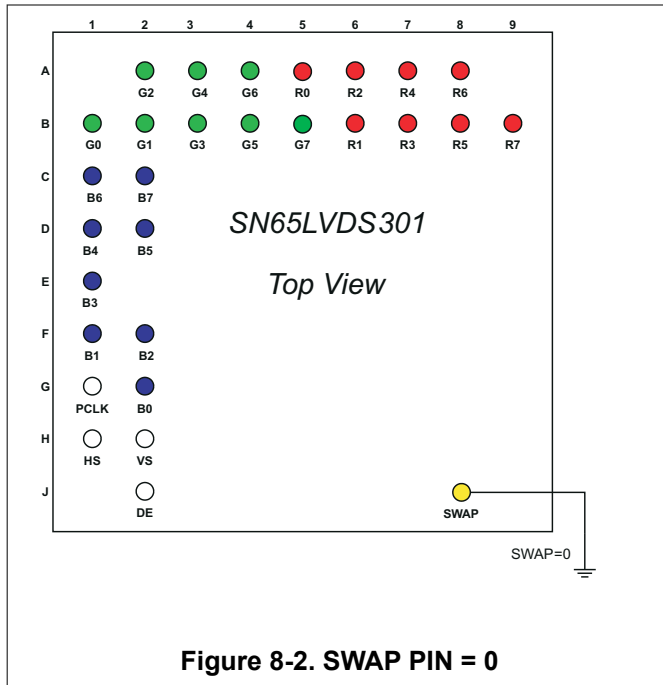 1 2 3 4 5 6 7 8 9
A
G2 G4 G6 R0 R2 R4 R6
B
G0 G1 G3 G5 G7 R1 R3 R5 R7
C
B6 B7
SN65LVDS301
D
B4 B5
Top View
E
B3
F
B1 B2
G
PCLK B0
H
HS VS
J
DE SWAP
SWAP=0
Figure 8-2. SWAP PIN = 0